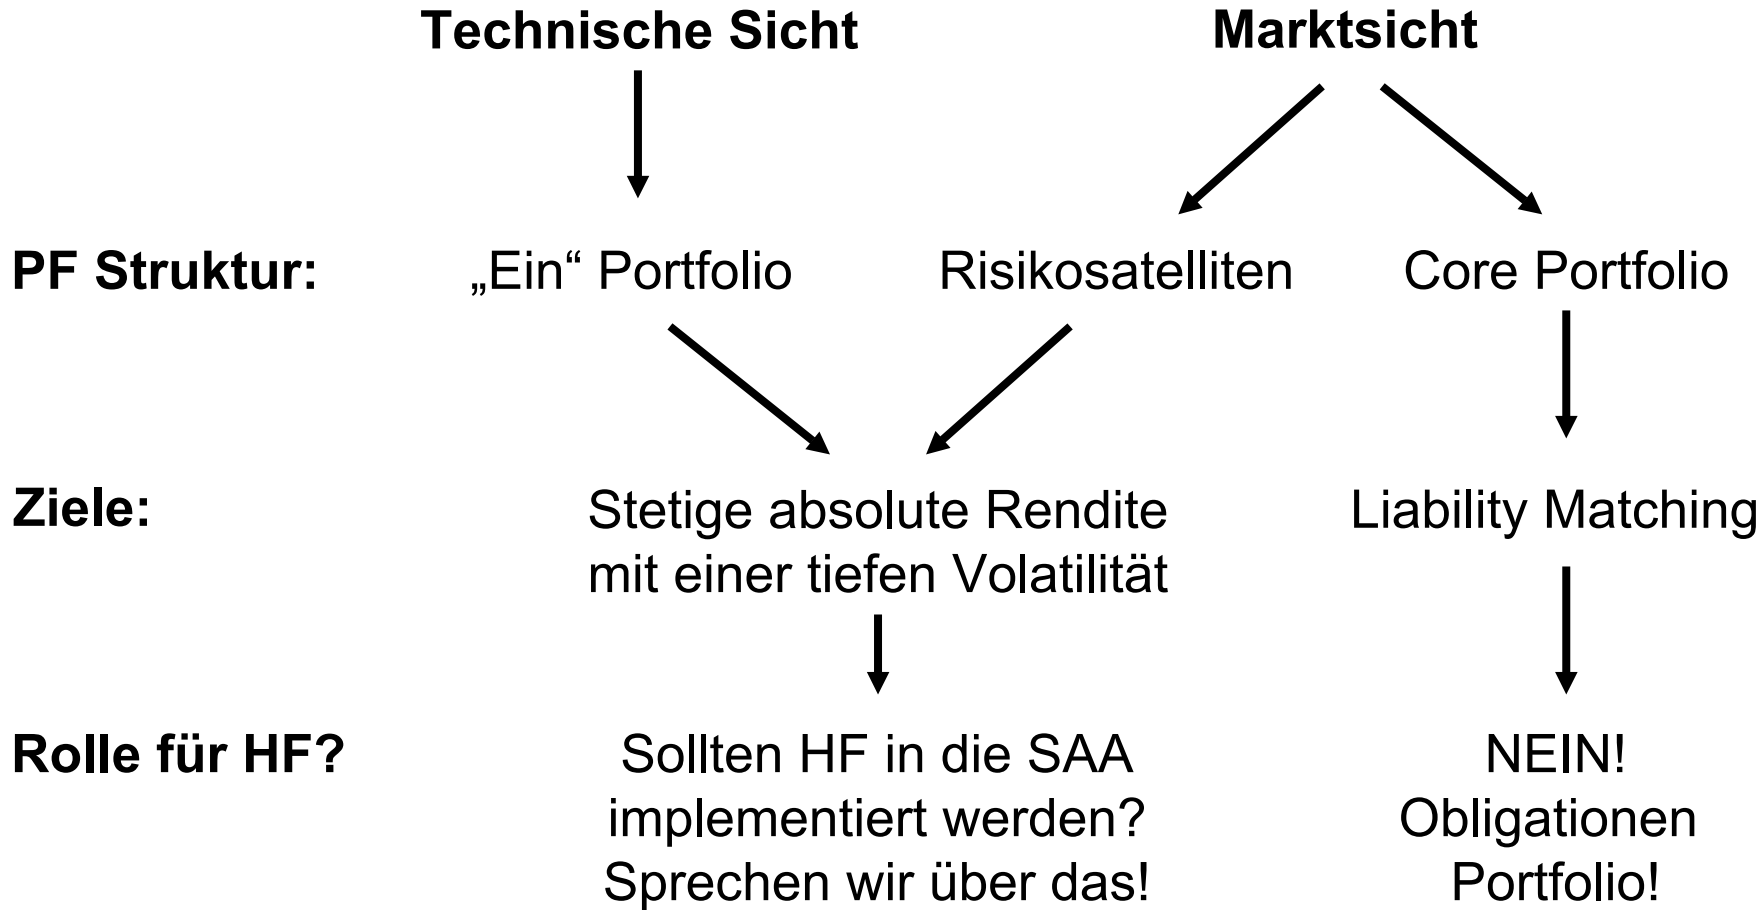 Technische Sicht
Marktsicht
PF Struktur:
„Ein“ Portfolio
Risikosatelliten
Core Portfolio
Ziele:
Stetige absolute Rendite
mit einer tiefen Volatilität
Liability Matching
Rolle für HF?
Sollten HF in die SAA
implementiert werden?
Sprechen wir über das!
NEIN!
Obligationen
Portfolio!